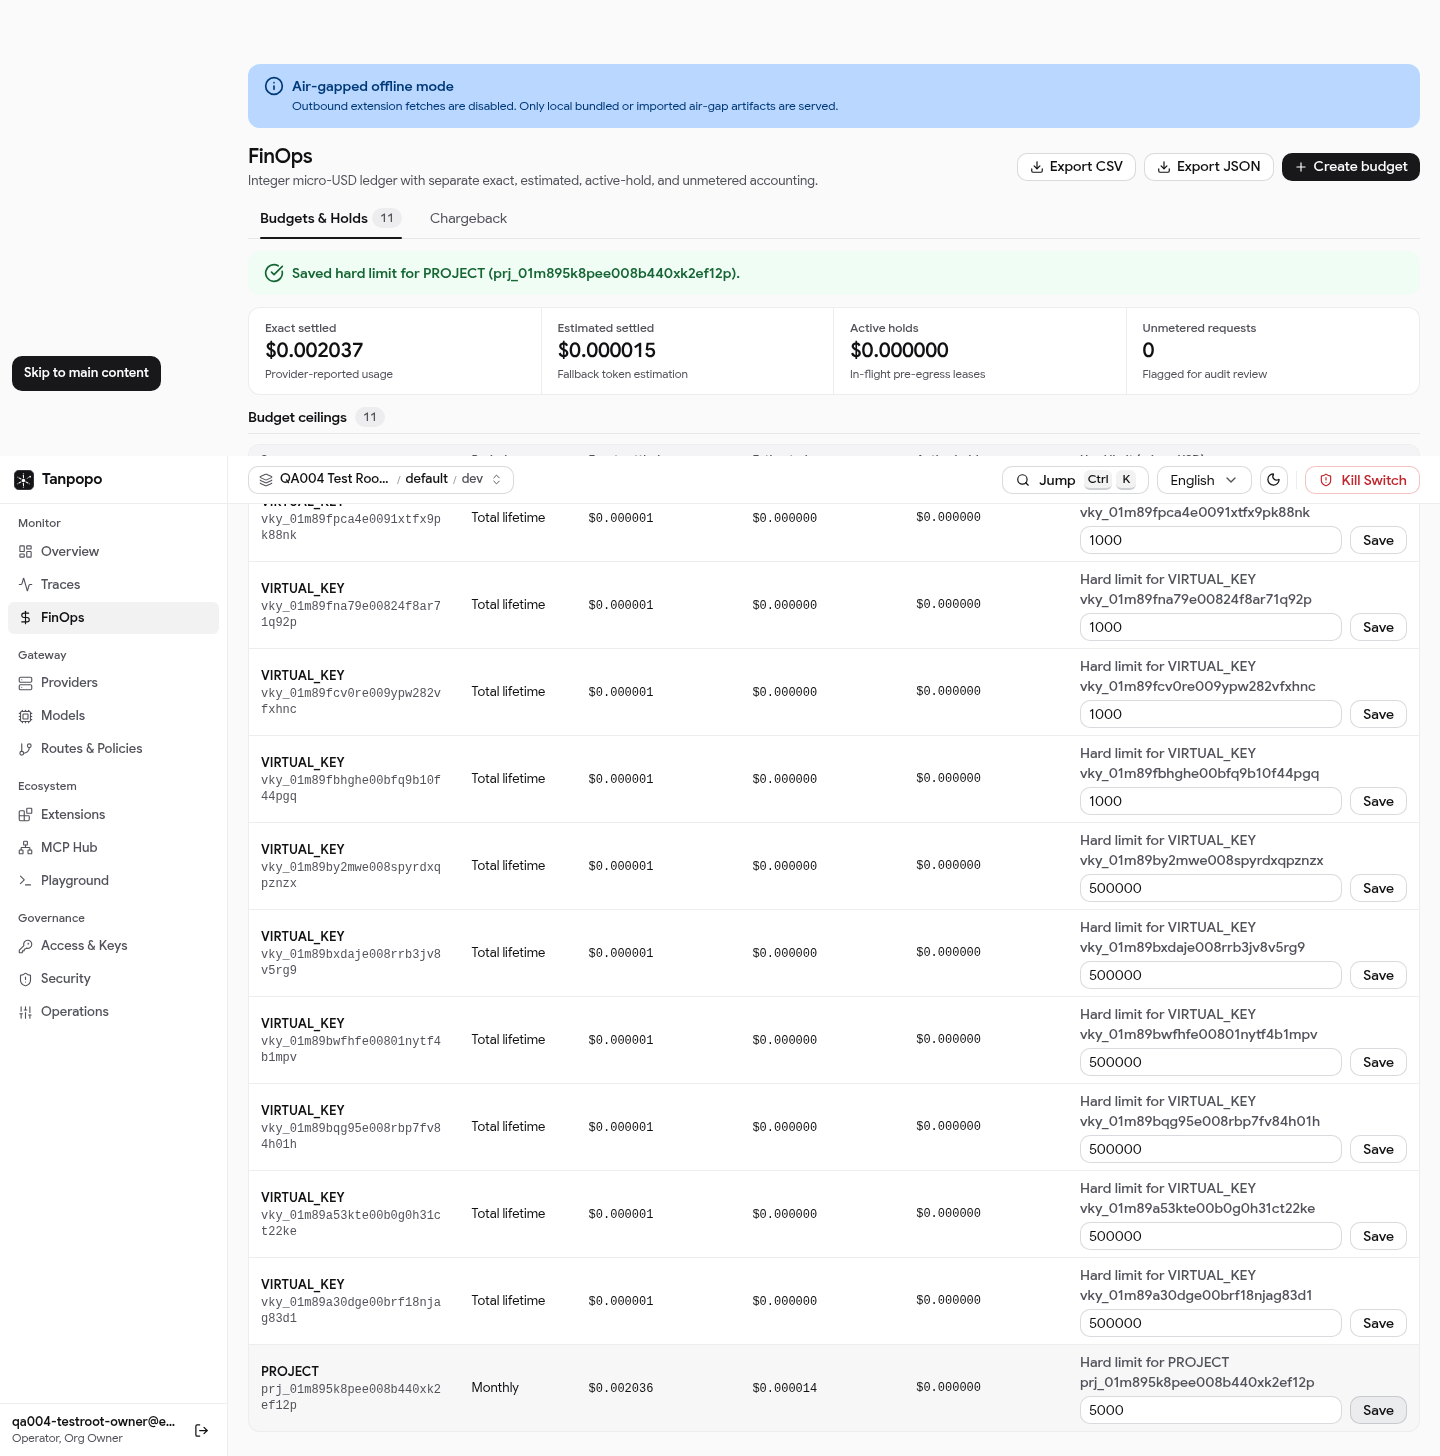 Air-gapped offline mode
Outbound extension fetches are disabled. Only local bundled or imported air-gap artifacts are served.
FinOps
Integer micro-USD ledger with separate exact, estimated, active-hold, and unmetered accounting.
Export CSV
Export JSON
Create budget
Budgets & Holds 11
Chargeback
Saved hard limit for PROJECT (prj_01m895k8pee008b440xk2ef12p).
Exact settled
$0.002037
Provider-reported usage
Estimated settled
$0.000015
Fallback token estimation
Active holds
$0.000000
In-flight pre-egress leases
Unmetered requests
0
Flagged for audit review
Skip to main content
Budget ceilings 11
Tanpopo
QA004 Test Roo... / default / dev
Jump Ctrl K
English
Kill Switch
Monitor
Overview
Traces
FinOps
Gateway
Providers
Models
Routes & Policies
Ecosystem
Extensions
MCP Hub
Playground
Governance
Access & Keys
Security
Operations
qa004-testroot-owner@e...
Operator, Org Owner
VIRTUAL_KEY
vky_01m89fpca4e0091xtfx9p
k88nk
Total lifetime
$0.000001
$0.000000
$0.000000
vky_01m89fpca4e0091xtfx9pk88nk
1000
Save
VIRTUAL_KEY
vky_01m89fna79e00824f8ar7
1q92p
Total lifetime
$0.000001
$0.000000
$0.000000
Hard limit for VIRTUAL_KEY
vky_01m89fna79e00824f8ar71q92p
1000
Save
VIRTUAL_KEY
vky_01m89fcv0re009ypw282v
fxhnc
Total lifetime
$0.000001
$0.000000
$0.000000
Hard limit for VIRTUAL_KEY
vky_01m89fcv0re009ypw282vfxhnc
1000
Save
VIRTUAL_KEY
vky_01m89fbhghe00bfq9b10f
44pgq
Total lifetime
$0.000001
$0.000000
$0.000000
Hard limit for VIRTUAL_KEY
vky_01m89fbhghe00bfq9b10f44pgq
1000
Save
VIRTUAL_KEY
vky_01m89by2mwe008spyrdxq
pznzx
Total lifetime
$0.000001
$0.000000
$0.000000
Hard limit for VIRTUAL_KEY
vky_01m89by2mwe008spyrdxqpznzx
500000
Save
VIRTUAL_KEY
vky_01m89bxdaje008rrb3jv8
v5rg9
Total lifetime
$0.000001
$0.000000
$0.000000
Hard limit for VIRTUAL_KEY
vky_01m89bxdaje008rrb3jv8v5rg9
500000
Save
VIRTUAL_KEY
vky_01m89bwfhfe00801nytf4
b1mpv
Total lifetime
$0.000001
$0.000000
$0.000000
Hard limit for VIRTUAL_KEY
vky_01m89bwfhfe00801nytf4b1mpv
500000
Save
VIRTUAL_KEY
vky_01m89bqg95e008rbp7fv8
4h01h
Total lifetime
$0.000001
$0.000000
$0.000000
Hard limit for VIRTUAL_KEY
vky_01m89bqg95e008rbp7fv84h01h
500000
Save
VIRTUAL_KEY
vky_01m89a53kte00b0g0h31c
t22ke
Total lifetime
$0.000001
$0.000000
$0.000000
Hard limit for VIRTUAL_KEY
vky_01m89a53kte00b0g0h31ct22ke
500000
Save
VIRTUAL_KEY
vky_01m89a30dge00brf18nja
g83d1
Total lifetime
$0.000001
$0.000000
$0.000000
Hard limit for VIRTUAL_KEY
vky_01m89a30dge00brf18njag83d1
500000
Save
PROJECT
prj_01m895k8pee008b440xk2
ef12p
Monthly
$0.002036
$0.000014
$0.000000
Hard limit for PROJECT
prj_01m895k8pee008b440xk2ef12p
5000
Save